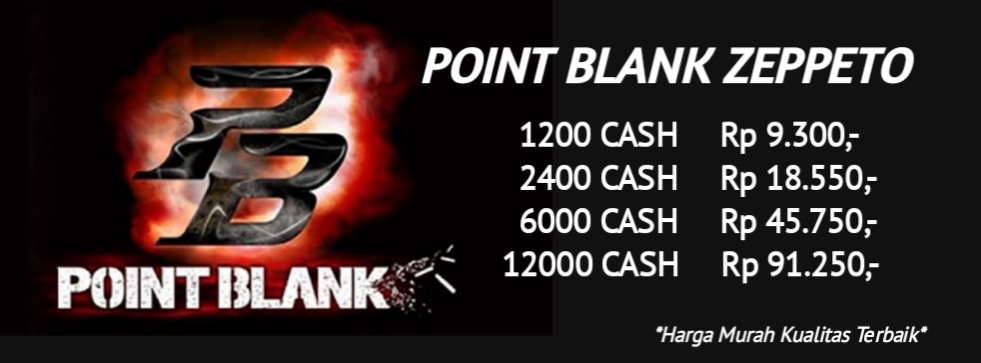 PB
POINT BLANK
POINT BLANK ZEPPETO
1200 CASH Rp 9.300,-
2400 CASH Rp 18.550,-
6000 CASH Rp 45.750,-
12000 CASH Rp 91.250,-
*Harga Murah Kualitas Terbaik*